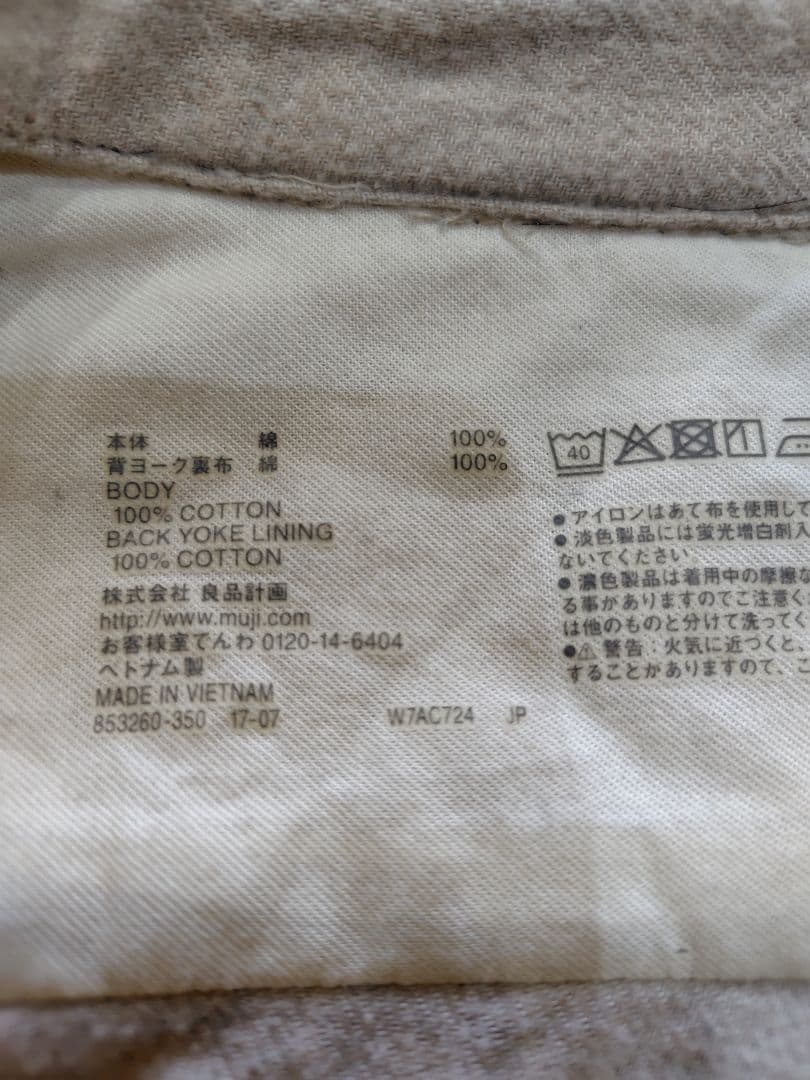 本体 綿 100%
背ヨーク裏布 綿 100%
BODY
100% COTTON
BACK YOKE LINING
100% COTTON
株式会社 良品計画
http://www.muji.com
お客様室でんわ 0120-14-6404
ベトナム製
MADE IN VIETNAM
853260-350 17-07 W7AC724 JP
40
●アイロンはあて布を使用して
●淡色製品には蛍光増白剤入
ないてください
●濃色製品は着用中の摩擦な
る事がありますのでご注意く
は他のものと分けて洗ってく
●⚠警告:火気に近づくと、
することがありますので、こ